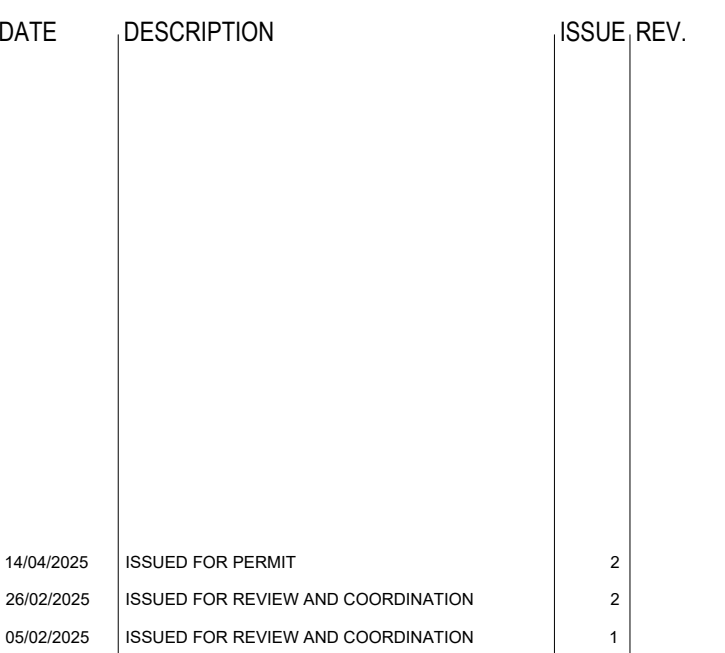 DATE DESCRIPTION ISSUE REV.
14/04/2025 ISSUED FOR PERMIT 2
26/02/2025 ISSUED FOR REVIEW AND COORDINATION 2
05/02/2025 ISSUED FOR REVIEW AND COORDINATION 1